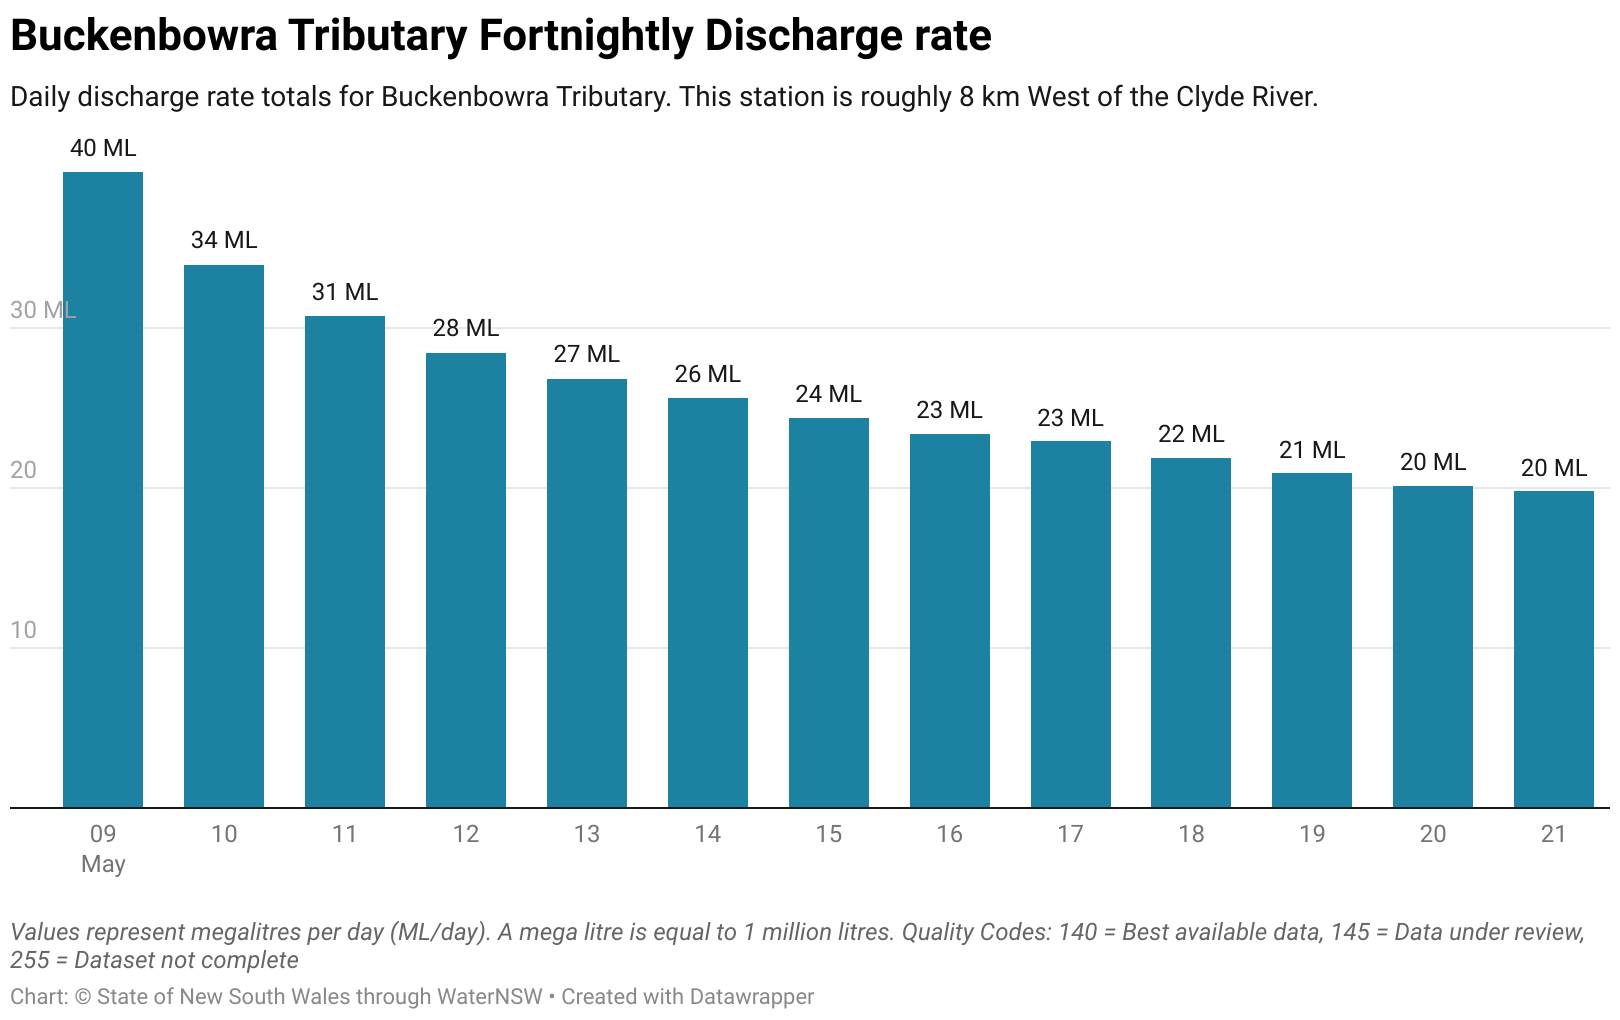 Buckenbowra Tributary Fortnightly Discharge rate
Daily discharge rate totals for Buckenbowra Tributary. This station is roughly 8 km West of the Clyde River.
40 ML
34 ML
31 ML
28 ML
27 ML
26 ML
24 ML
23 ML
23 ML
22 ML
21 ML
20 ML
20 ML
30 ML
20
10
09 10 11 12 13 14 15 16 17 18 19 20 21
May
Values represent megalitres per day (ML/day). A mega litre is equal to 1 million litres. Quality Codes: 140 = Best available data, 145 = Data under review,
255 = Dataset not complete
Chart: © State of New South Wales through WaterNSW • Created with Datawrapper